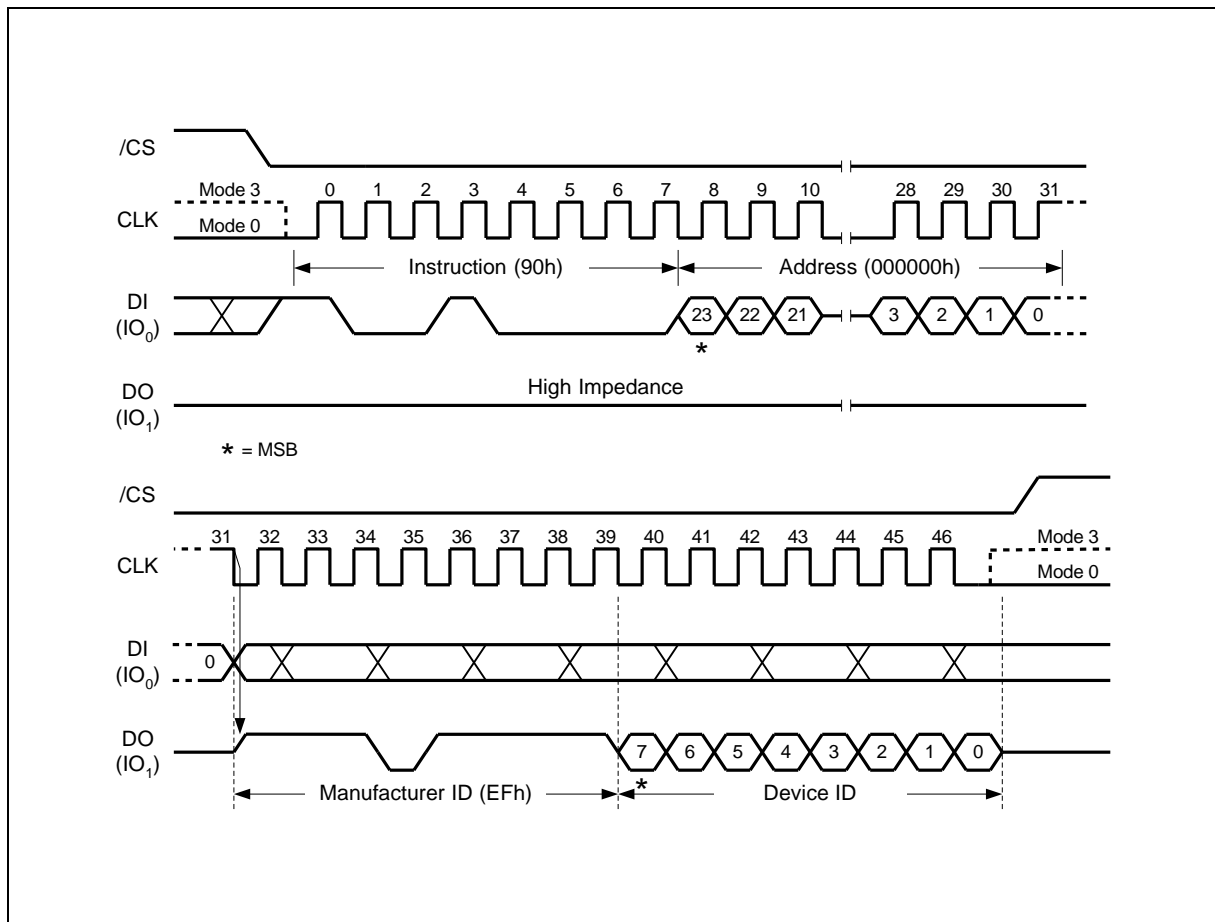 /CS
Mode 3 0 1 2 3 4 5 6 7 8 9 10 28 29 30 31
CLK
Mode 0
Instruction (90h) Address (000000h)
DI
(IO0)
23 22 21 3 2 1 0
*
High Impedance
DO
(IO1)
* = MSB
/CS
31 32 33 34 35 36 37 38 39 40 41 42 43 44 45 46 Mode 3
CLK
Mode 0
DI
(IO0)
0
DO
(IO1)
7 6 5 4 3 2 1 0
*
Manufacturer ID (EFh) Device ID